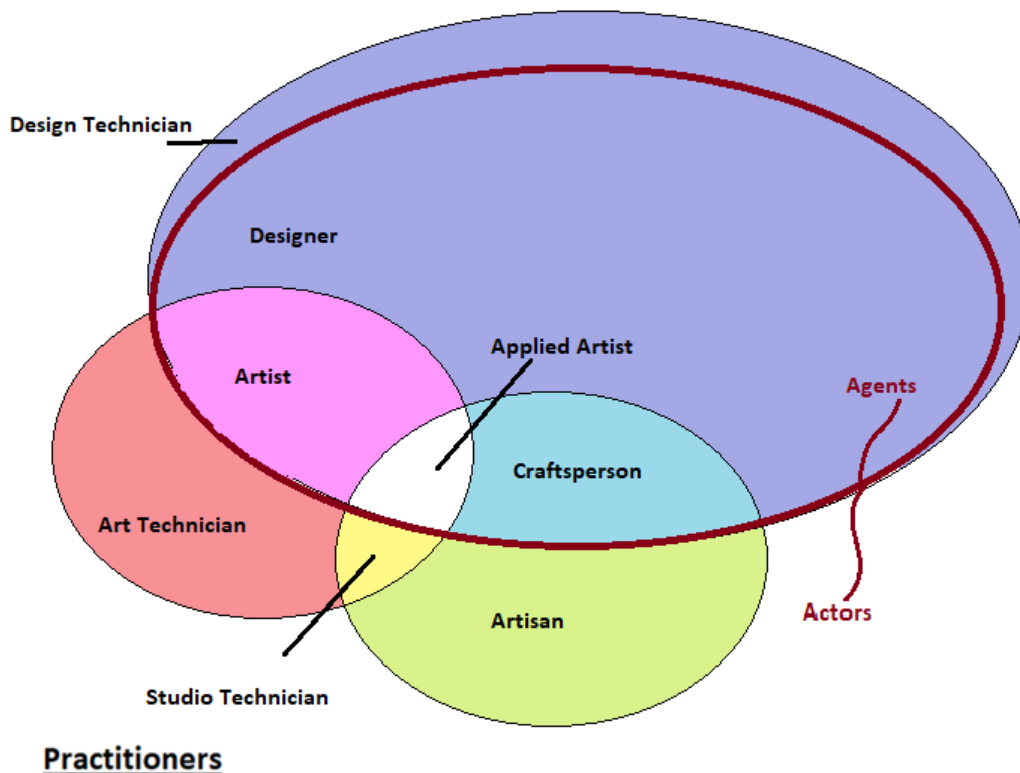 Design Technician
Designer
Applied Artist
Artist
Agents
Craftsperson
Art Technician
Actors
Artisan
Studio Technician
Practitioners